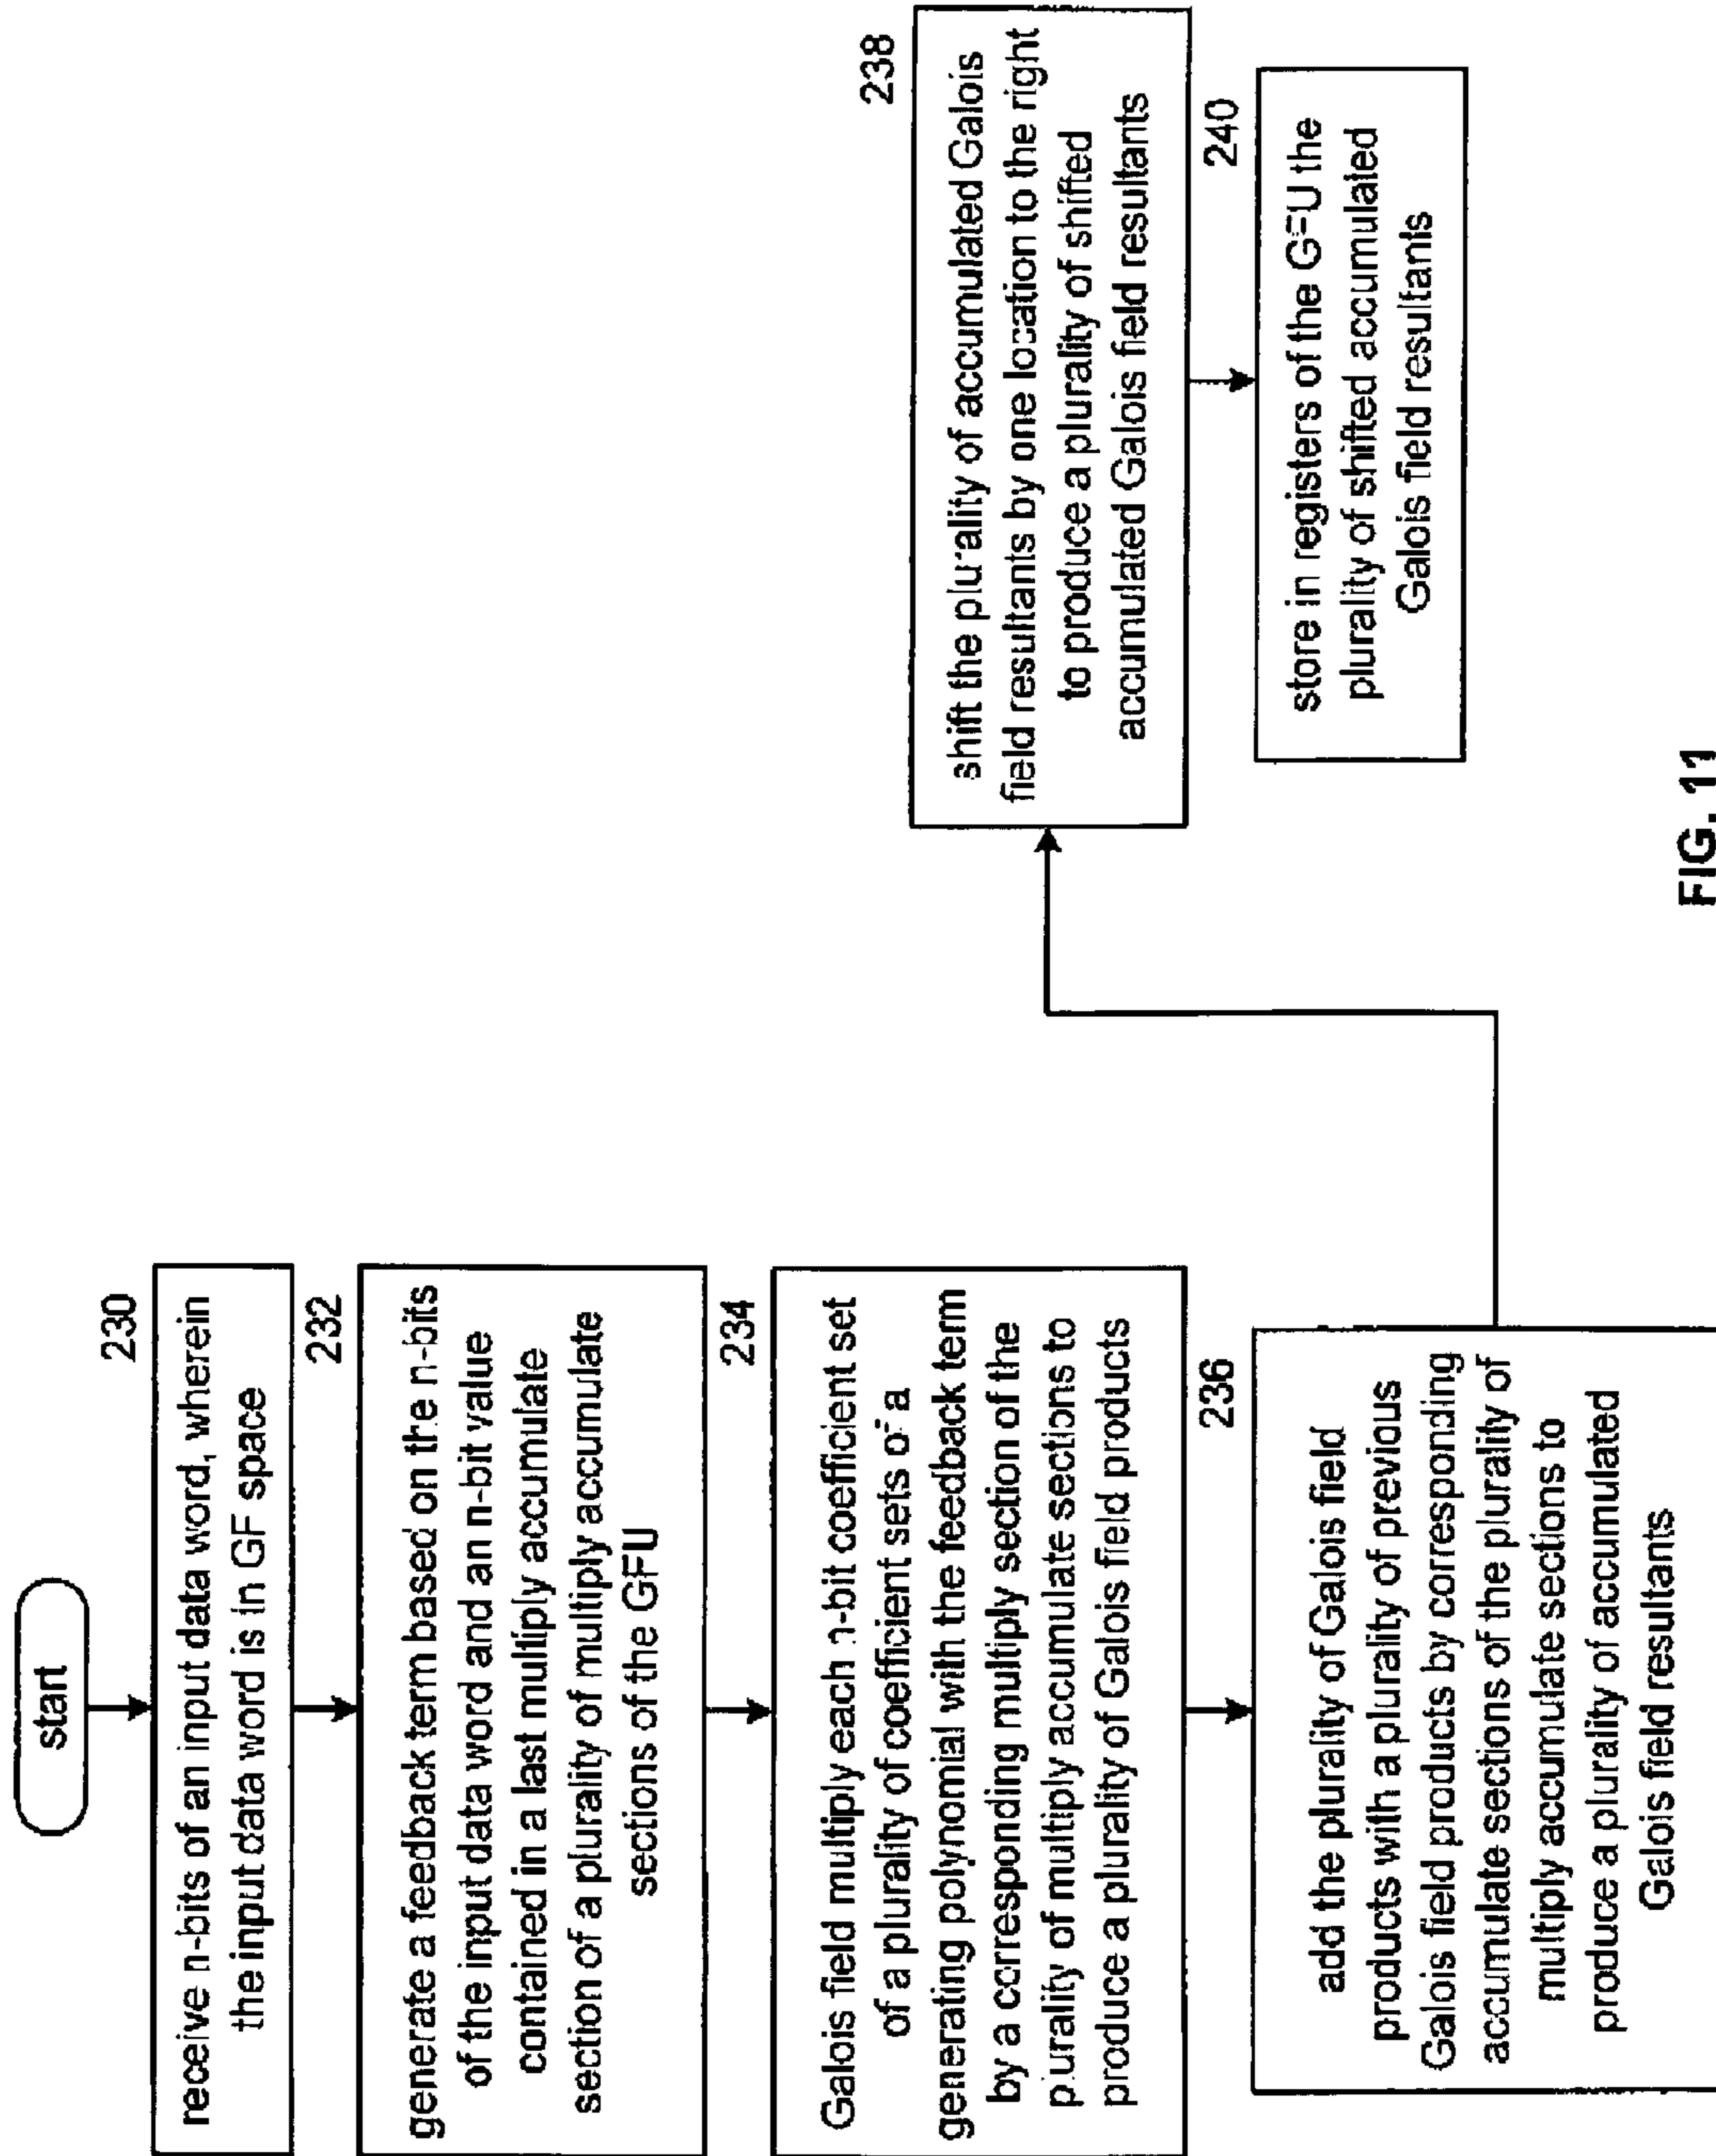 start
230
receive n-bits of an input data word, wherein
the input data word is in GF space
232
generate a feedback term based on the n-bits
of the input data word and an n-bit value
contained in a last multiply accumulate
section of a plurality of multiply accumulate
sections of the GFU
234
Galois field multiply each n-bit coefficient set
of a plurality of coefficient sets of a
generating polynomial with the feedback term
by a corresponding multiply section of the
plurality of multiply accumulate sections to
produce a plurality of Galois field products
236
add the plurality of Galois field
products with a plurality of previous
Galois field products by corresponding
accumulate sections of the plurality of
multiply accumulate sections to
produce a plurality of accumulated
Galois field resultants
238
shift the plurality of accumulated Galois
field resultants by one location to the right
to produce a plurality of shifted
accumulated Galois field resultants
240
store in registers of the GFU the
plurality of shifted accumulated
Galois field resultants
FIG. 11